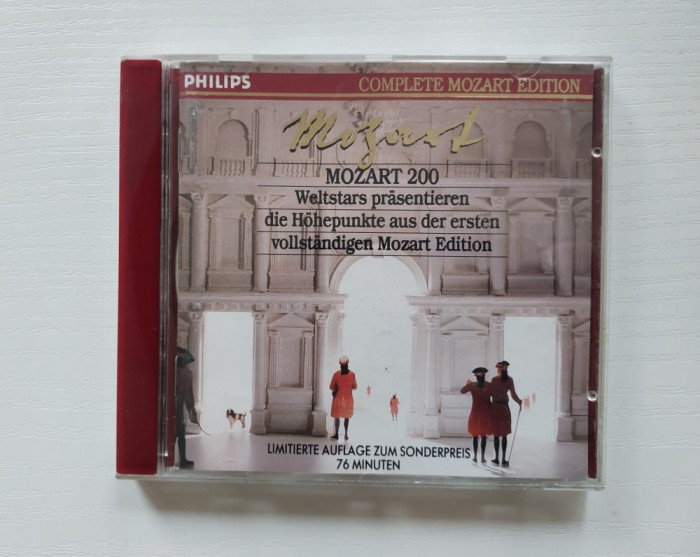 PHILIPS
COMPLETE MOZART EDITION
Mozart
MOZART 200
Weltstars präsentieren
die Höhepunkte aus der ersten
vollständigen Mozart Edition
LIMITIERTE AUFLAGE ZUM SONDERPREIS
76 MINUTEN